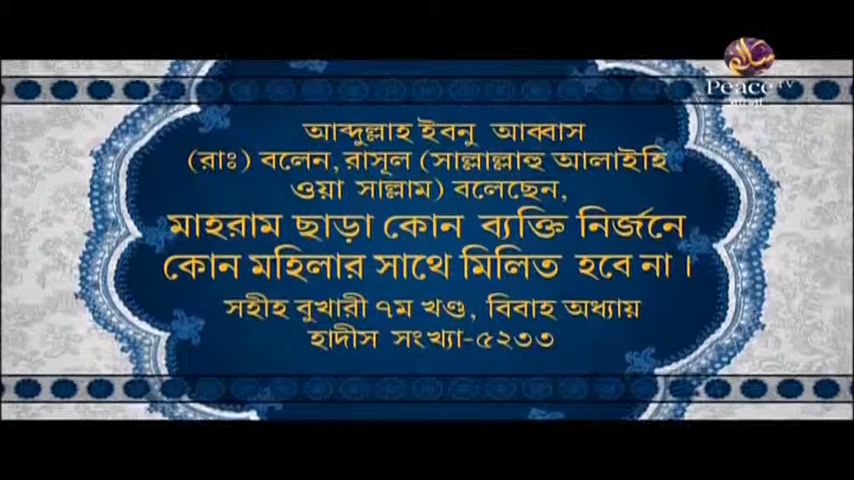 Peace TV
বাংলা
আব্দুল্লাহ ইবনু আব্বাস
(রাঃ) বলেন, রাসূল (সাল্লাল্লাহু আলাইহি
ওয়া সাল্লাম) বলেছেন,
মাহরাম ছাড়া কোন ব্যক্তি নির্জনে
কোন মহিলার সাথে মিলিত হবে না।
সহীহ বুখারী ৭ম খণ্ড, বিবাহ অধ্যায়
হাদীস সংখ্যা-৫২৩৩